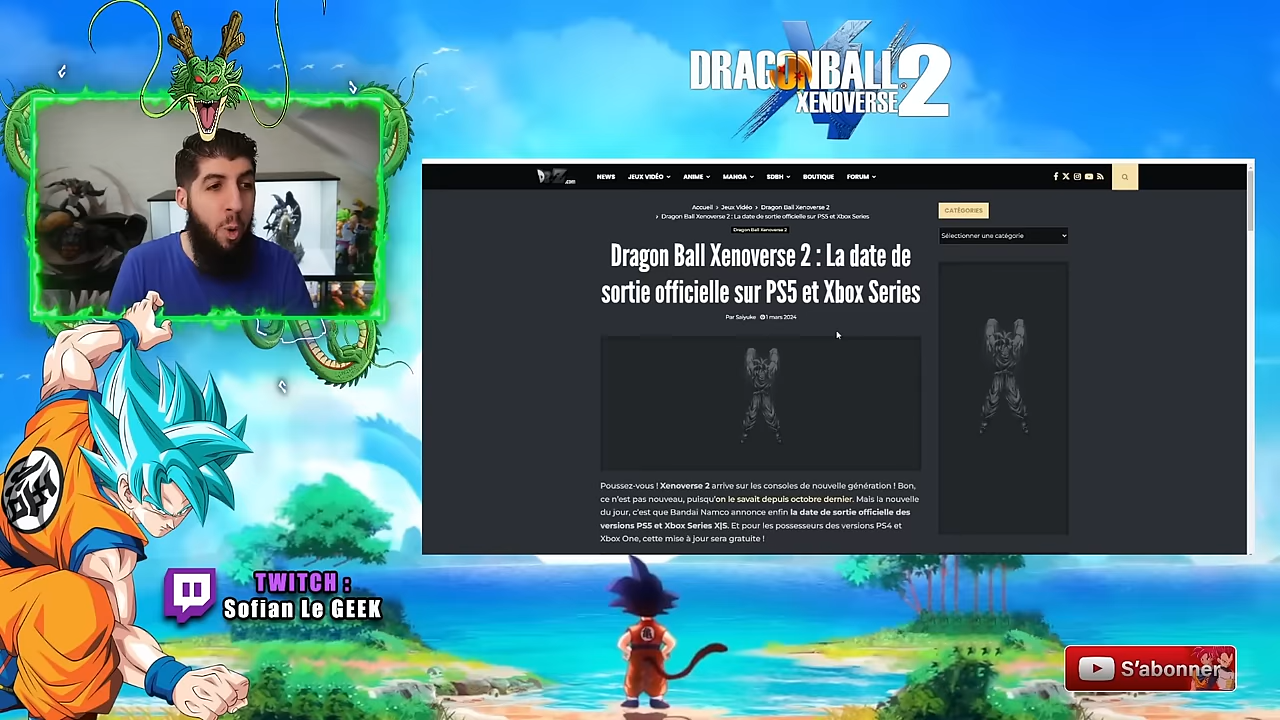 DRAGONBALL
XENOVERSE 2
NEWS JEUX VIDÉO ANIME MANGA SDBH BOUTIQUE FORUM
Accueil › Jeux Vidéo › Dragon Ball Xenoverse 2
› Dragon Ball Xenoverse 2 : La date de sortie officielle sur PS5 et Xbox Series
Dragon Ball Xenoverse 2
Dragon Ball Xenoverse 2 : La date de
sortie officielle sur PS5 et Xbox Series
Par Saiyuke 1 mars 2024
Poussez-vous ! Xenoverse 2 arrive sur les consoles de nouvelle génération ! Bon,
ce n'est pas nouveau, puisqu'on le savait depuis octobre dernier. Mais la nouvelle
du jour, c'est que Bandai Namco annonce enfin la date de sortie officielle des
versions PS5 et Xbox Series X|S. Et pour les possesseurs des versions PS4 et
Xbox One, cette mise à jour sera gratuite !
CATÉGORIES
Sélectionner une catégorie
TWITCH :
Sofian Le GEEK
S'abonner